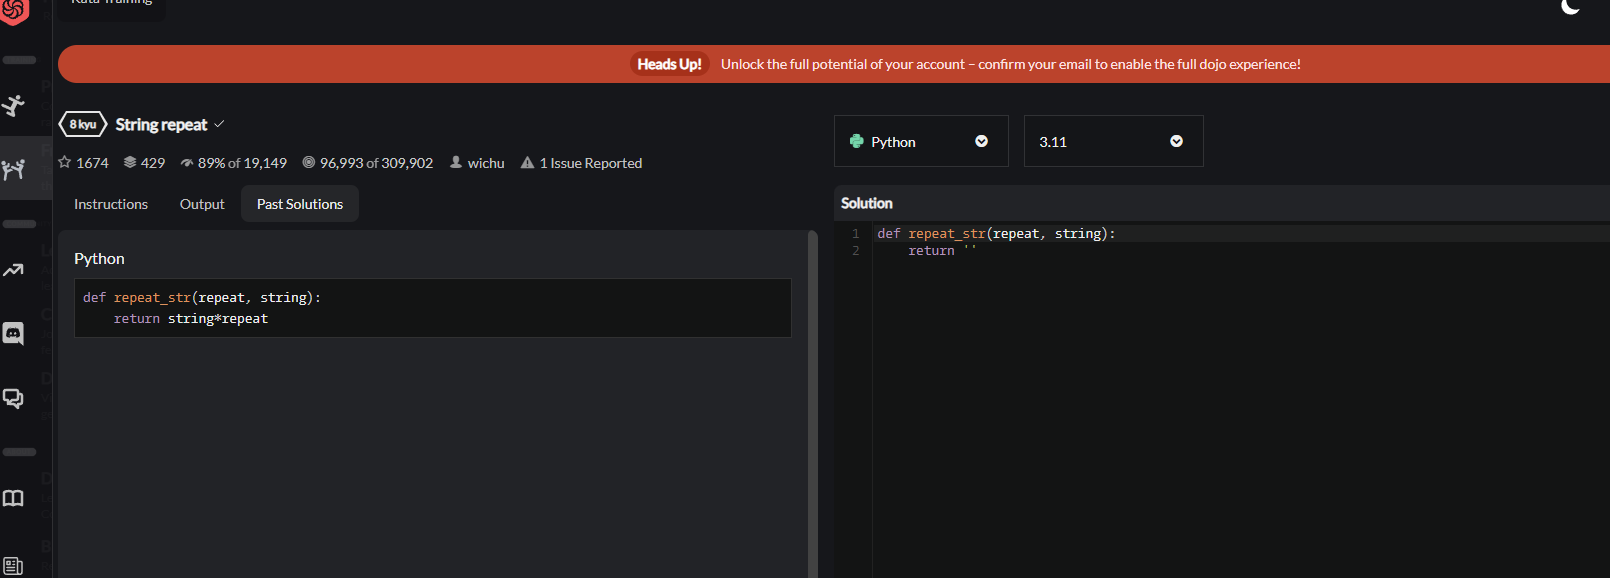 Kata Training
Heads Up! Unlock the full potential of your account – confirm your email to enable the full dojo experience!
8 kyu String repeat
1674 429 89% of 19,149 96,993 of 309,902 wichu 1 Issue Reported
Instructions Output Past Solutions
Python
def repeat_str(repeat, string):
    return string*repeat
Python 3.11
Solution
1 def repeat_str(repeat, string):
2     return ''